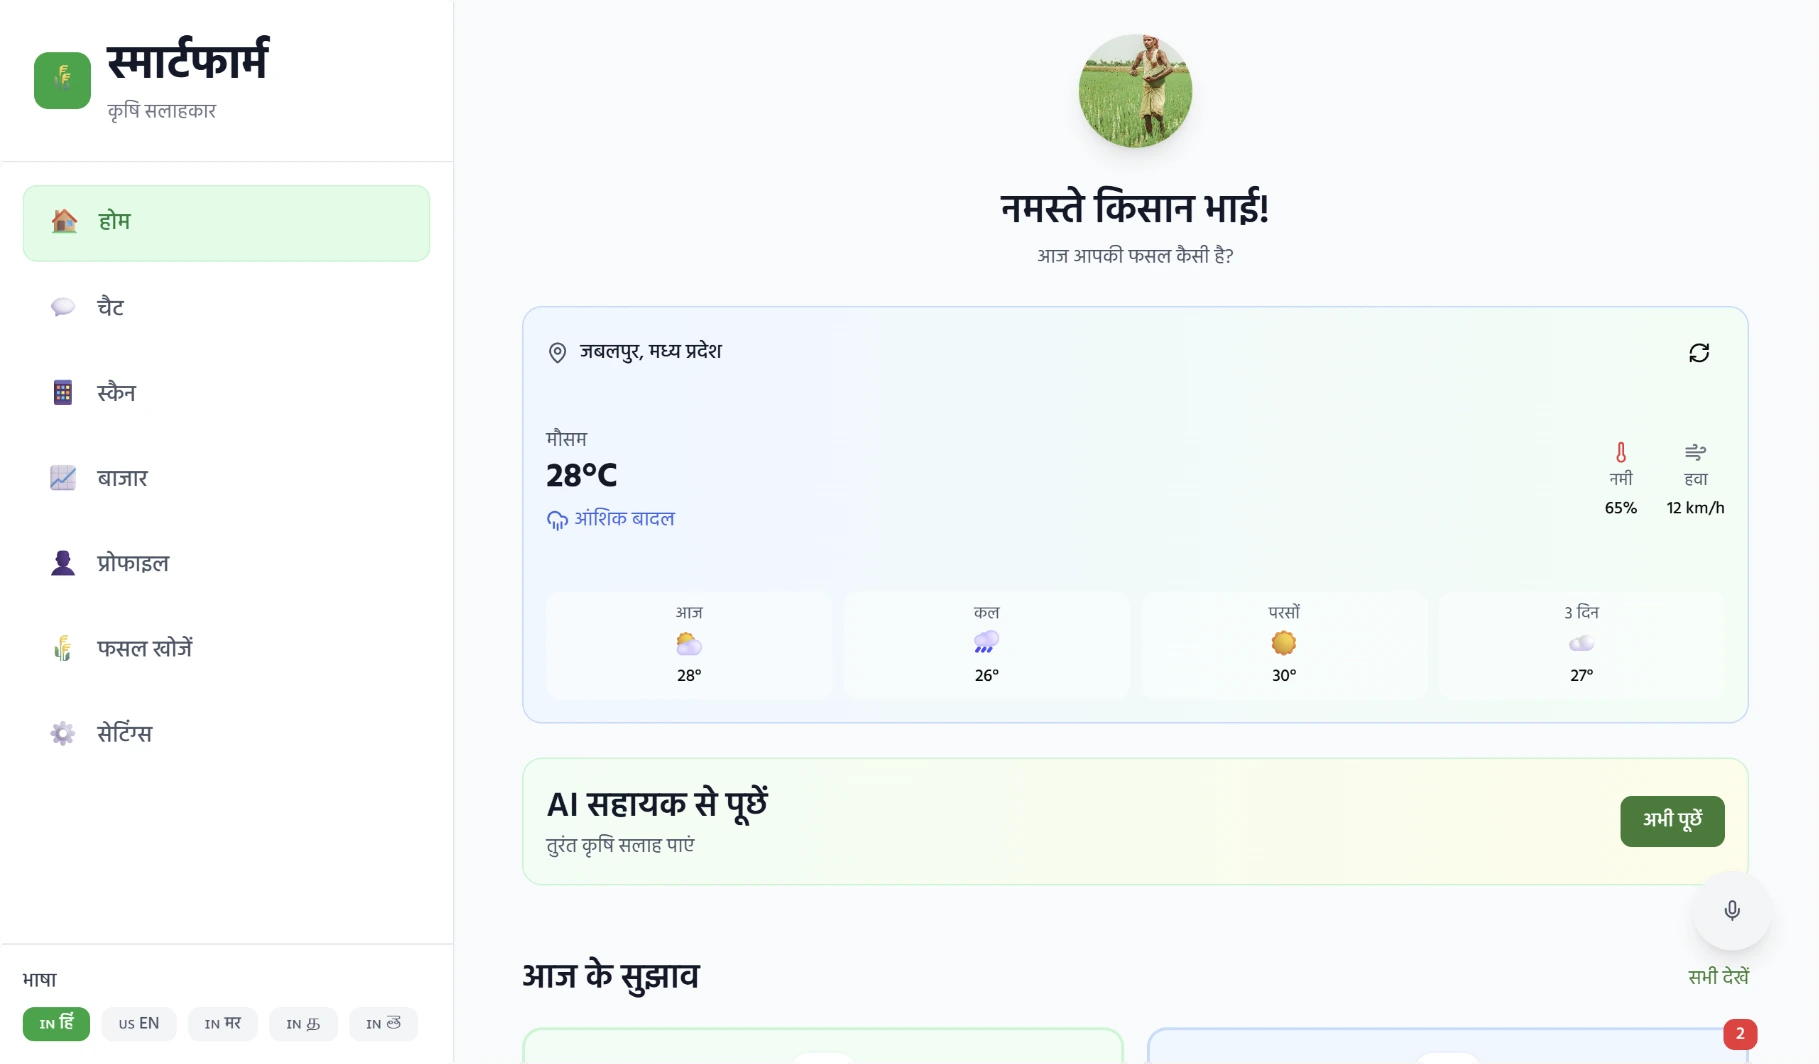 स्मार्टफार्म
कृषि सलाहकार
होम
चैट
स्कैन
बाजार
प्रोफाइल
फसल खोजें
सेटिंग्स
भाषा
IN हिं
US EN
IN मर
IN த
IN తె
नमस्ते किसान भाई!
आज आपकी फसल कैसी है?
जबलपुर, मध्य प्रदेश
मौसम
28°C
आंशिक बादल
नमी
65%
हवा
12 km/h
आज
28°
कल
26°
परसों
30°
3 दिन
27°
AI सहायक से पूछें
तुरंत कृषि सलाह पाएं
अभी पूछें
आज के सुझाव
सभी देखें
2